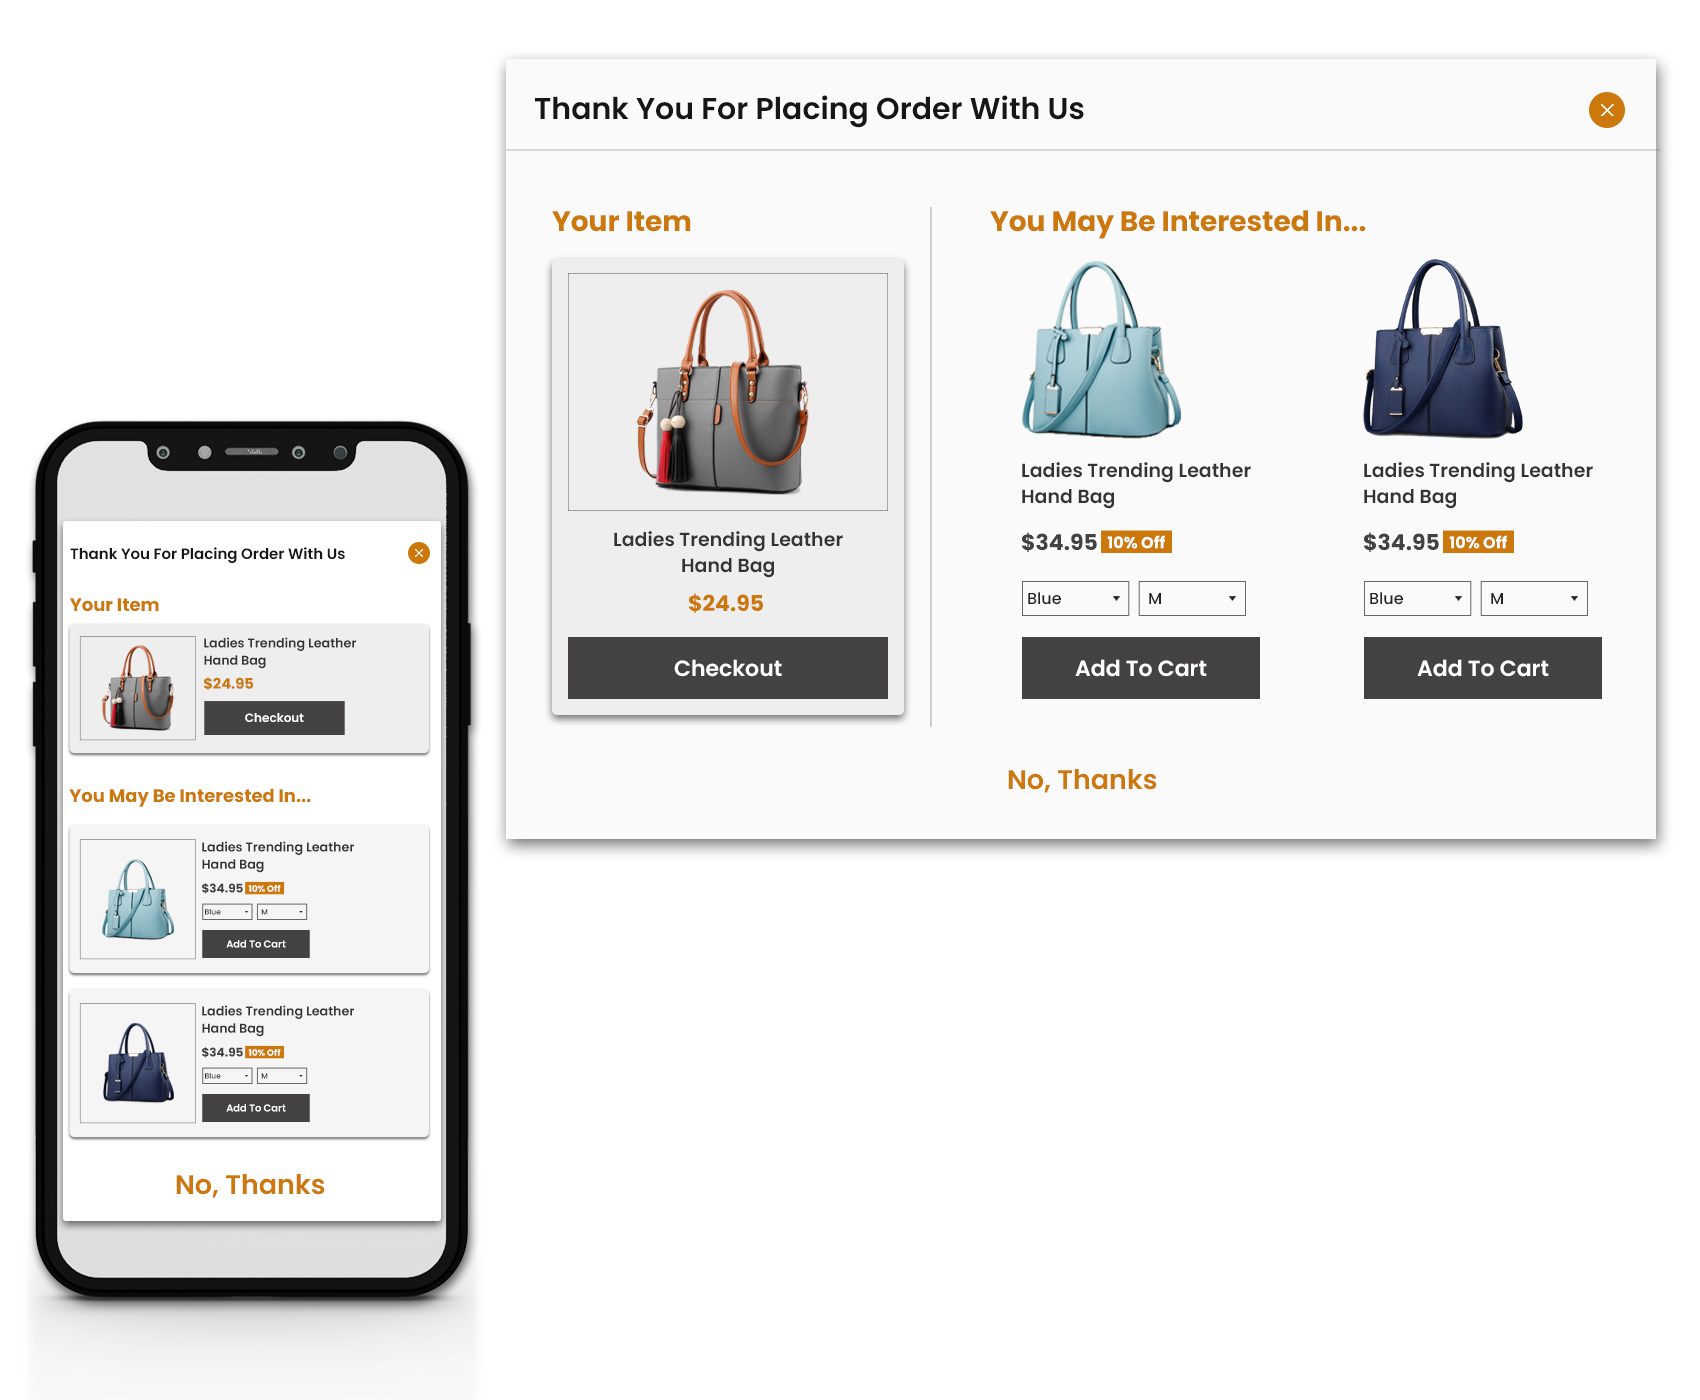 Thank You For Placing Order With Us
Your Item
Ladies Trending Leather
Hand Bag
$24.95
Checkout
You May Be Interested In...
Ladies Trending Leather
Hand Bag
$34.95 10% Off
Blue M
Add To Cart
Ladies Trending Leather
Hand Bag
$34.95 10% Off
Blue M
Add To Cart
No, Thanks
Thank You For Placing Order With Us
Your Item
Ladies Trending Leather
Hand Bag
$24.95
Checkout
You May Be Interested In...
Ladies Trending Leather
Hand Bag
$34.95 10% Off
Blue M
Add To Cart
Ladies Trending Leather
Hand Bag
$34.95 10% Off
Blue M
Add To Cart
No, Thanks